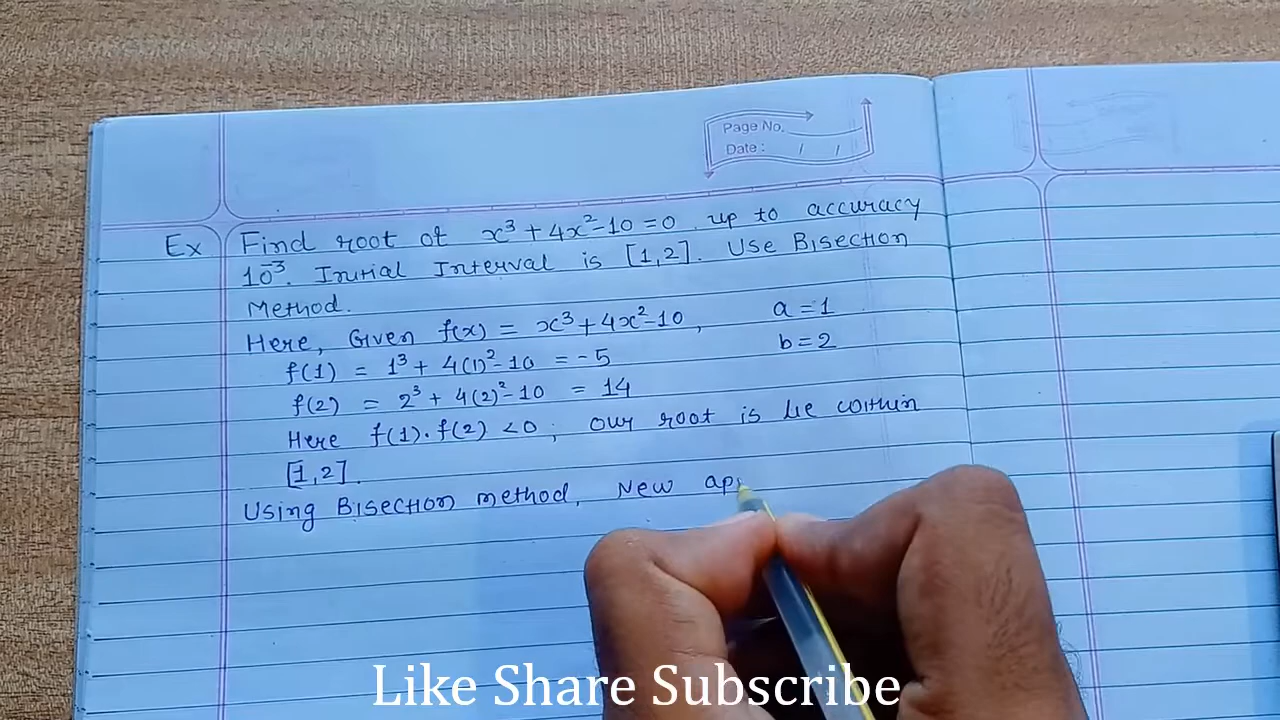 Page No.
Date : / /
Ex Find root of x³ + 4x² - 10 = 0 up to accuracy
10⁻³. Initial Interval is [1,2]. Use Bisection
Method.
Here, Given f(x) = x³ + 4x² - 10, a = 1
f(1) = 1³ + 4(1)² - 10 = -5 b = 2
f(2) = 2³ + 4(2)² - 10 = 14
Here f(1).f(2) < 0 ; our root is lie within
[1,2].
Using Bisection method, New
Like Share Subscribe